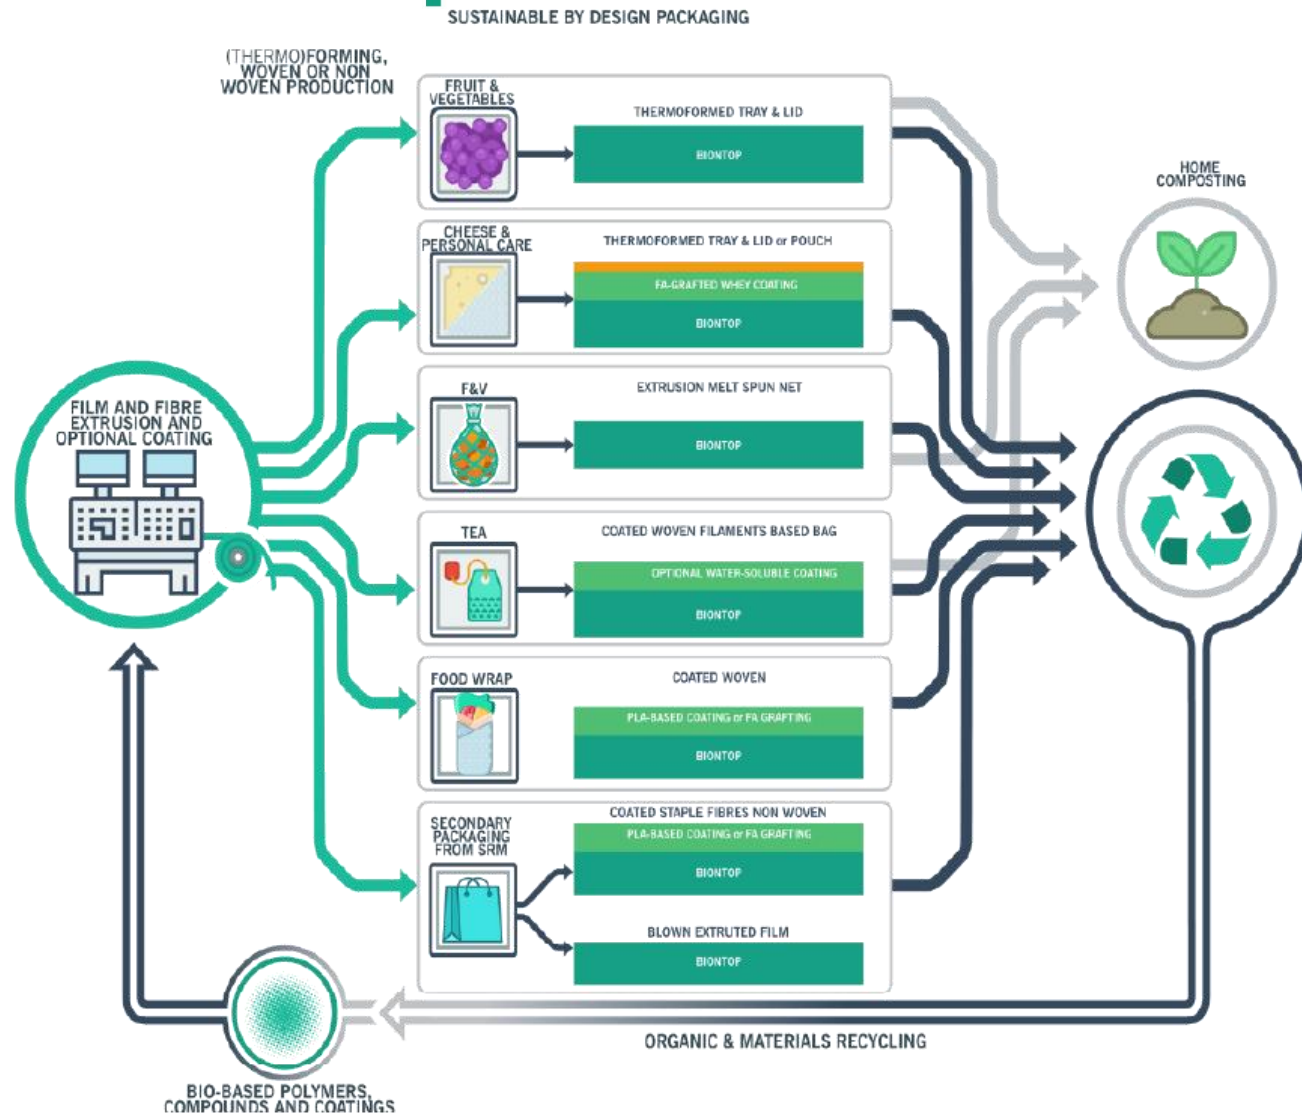 SUSTAINABLE BY DESIGN PACKAGING
(THERMO)FORMING,
WOVEN OR NON
WOVEN PRODUCTION
FRUIT &
VEGETABLES
THERMOFORMED TRAY & LID
BIONTOP
HOME
COMPOSTING
CHEESE &
PERSONAL CARE
THERMOFORMED TRAY & LID or POUCH
FA-GRAFTED WHEY COATING
BIONTOP
F&V
EXTRUSION MELT SPUN NET
BIONTOP
FILM AND FIBRE
EXTRUSION AND
OPTIONAL COATING
TEA
COATED WOVEN FILAMENTS BASED BAG
OPTIONAL WATER-SOLUBLE COATING
BIONTOP
FOOD WRAP
COATED WOVEN
PLA-BASED COATING or FA GRAFTING
BIONTOP
SECONDARY
PACKAGING
FROM SRM
COATED STAPLE FIBRES NON WOVEN
PLA-BASED COATING or FA GRAFTING
BIONTOP
BLOWN EXTRUTED FILM
BIONTOP
ORGANIC & MATERIALS RECYCLING
BIO-BASED POLYMERS,
COMPOUNDS AND COATINGS